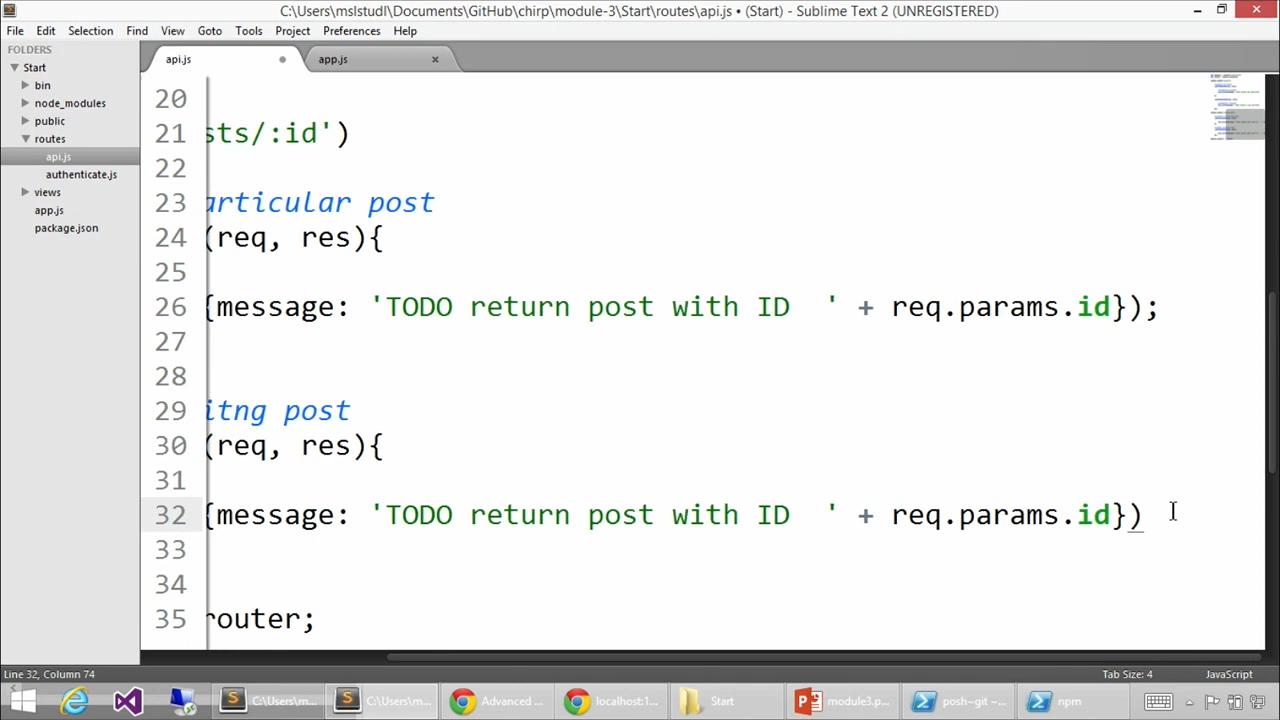 C:\Users\mslstudl\Documents\GitHub\chirp\module-3\Start\routes\api.js • (Start) - Sublime Text 2 (UNREGISTERED)
File Edit Selection Find View Goto Tools Project Preferences Help
FOLDERS
Start
bin
node_modules
public
routes
api.js
authenticate.js
views
app.js
package.json
api.js app.js
20
21 sts/:id')
22
23 articular post
24 (req, res){
25
26 {message: 'TODO return post with ID  ' + req.params.id});
27
28
29 itng post
30 (req, res){
31
32 {message: 'TODO return post with ID  ' + req.params.id})
33
34
35 router;
Line 32, Column 74 Tab Size: 4 JavaScript
C:\Users\m... C:\Users\m... Advanced ... localhost:1... Start module3.p... posh~git ~... npm